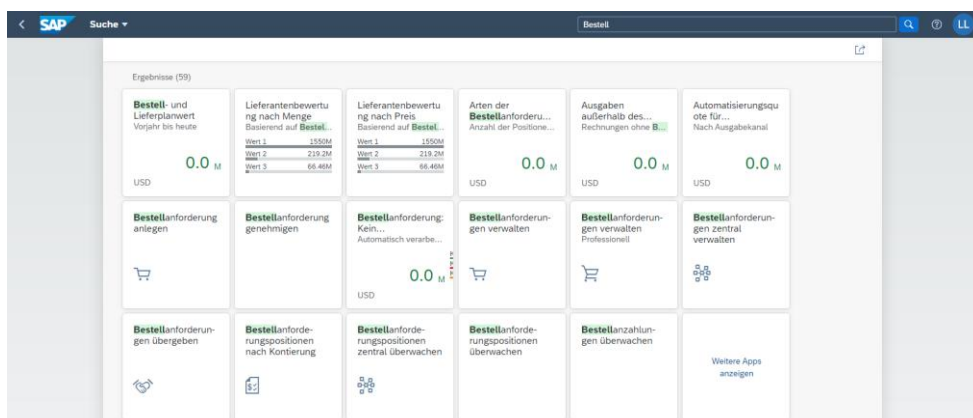 SAP Suche Bestell LL
Ergebnisse (59)
Bestell- und
Lieferplanwert
Vorjahr bis heute
0.0 M
USD
Lieferantenbewertu
ng nach Menge
Basierend auf Bestel...
Wert 1 1550M
Wert 2 219.2M
Wert 3 66.46M
Lieferantenbewertu
ng nach Preis
Basierend auf Bestel...
Wert 1 1550M
Wert 2 219.2M
Wert 3 66.46M
Arten der
Bestellanforderu...
Anzahl der Positione...
0.0 M
USD
Ausgaben
außerhalb des...
Rechnungen ohne B...
0.0 M
USD
Automatisierungsqu
ote für...
Nach Ausgabekanal
0.0 M
USD
Bestellanforderung
anlegen
Bestellanforderung
genehmigen
Bestellanforderung:
Kein...
Automatisch verarbe...
0.0 M
USD
Bestellanforderun-
gen verwalten
Bestellanforderun-
gen verwalten
Professionell
Bestellanforderun-
gen zentral
verwalten
Bestellanforderun-
gen übergeben
Bestellanforde-
rungspositionen
nach Kontierung
Bestellanforde-
rungspositionen
zentral überwachen
Bestellanforde-
rungspositionen
überwachen
Bestellanzahlun-
gen überwachen
Weitere Apps
anzeigen